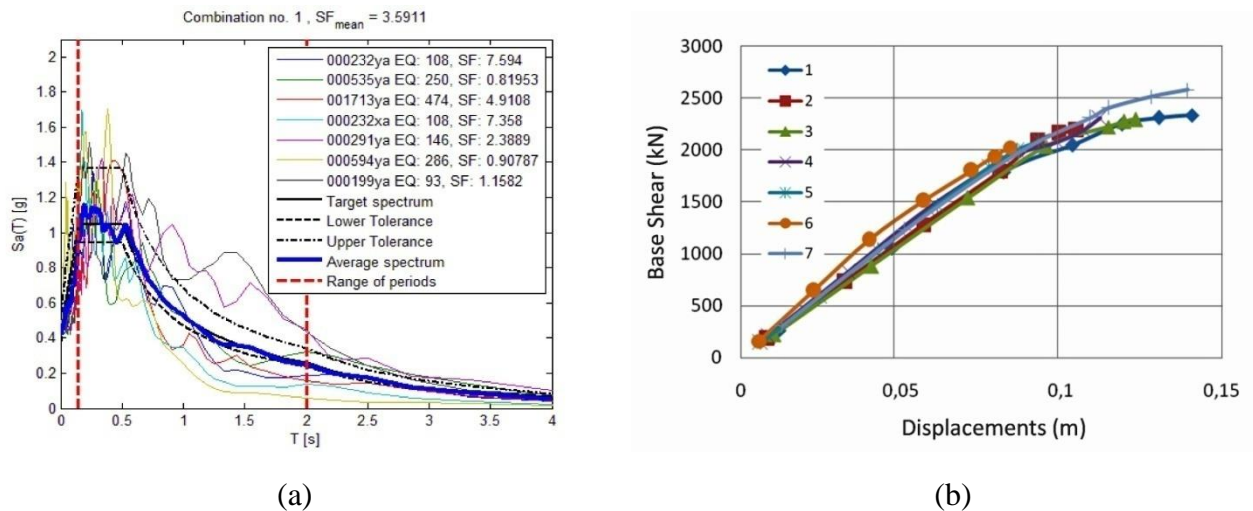 Combination no. 1 , SFmean = 3.5911
000232ya EQ: 108, SF: 7.594
000535ya EQ: 250, SF: 0.81953
001713ya EQ: 474, SF: 4.9108
000232xa EQ: 108, SF: 7.358
000291ya EQ: 146, SF: 2.3889
000594ya EQ: 286, SF: 0.90787
000199ya EQ: 93, SF: 1.1582
Target spectrum
Lower Tolerance
Upper Tolerance
Average spectrum
Range of periods
Sa(T) [g]
2
1.8
1.6
1.4
1.2
1
0.8
0.6
0.4
0.2
0
0 0.5 1 1.5 2 2.5 3 3.5 4
T [s]
(a)
Base Shear (kN)
3000
2500
2000
1500
1000
500
0
1
2
3
4
5
6
7
0 0,05 0,1 0,15
Displacements (m)
(b)